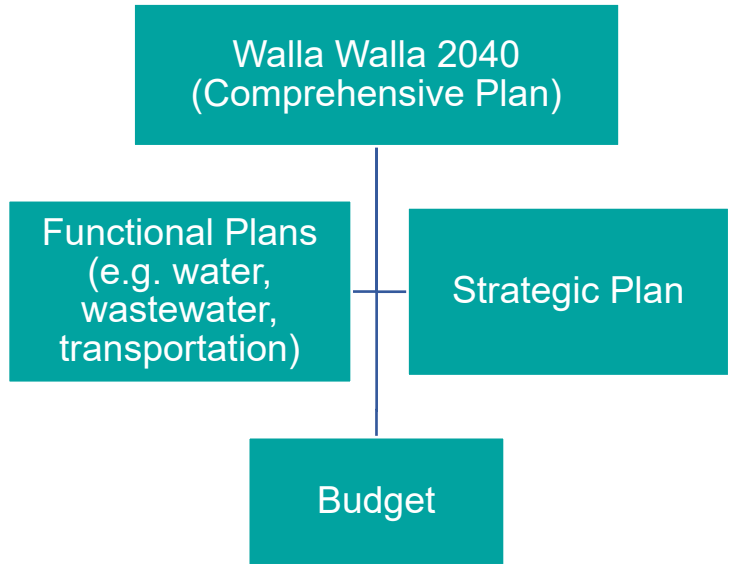 Walla Walla 2040
(Comprehensive Plan)
Functional Plans
(e.g. water,
wastewater,
transportation)
Strategic Plan
Budget